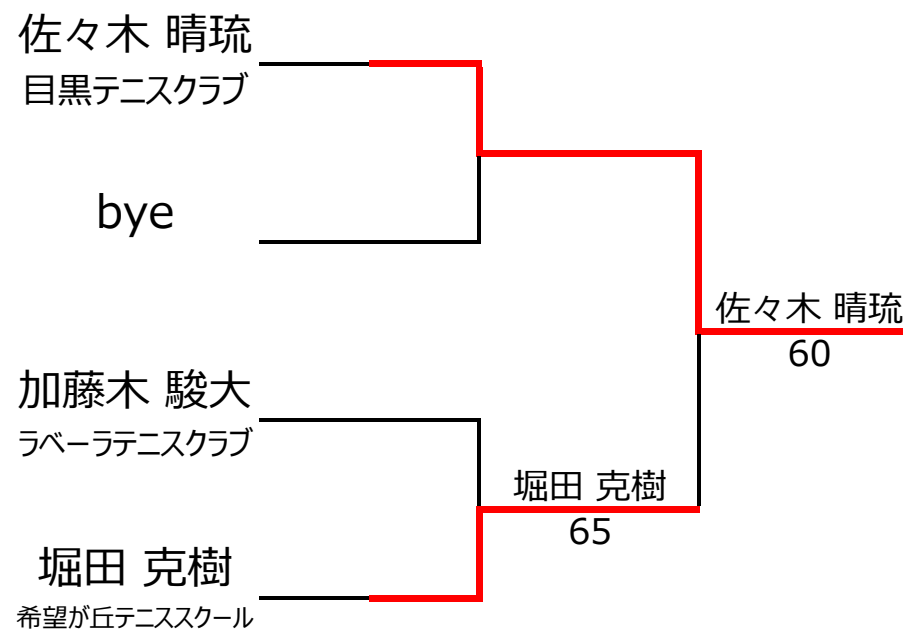 佐々木 晴琉
目黒テニスクラブ
bye
佐々木 晴琉
60
加藤木 駿大
ラベーラテニスクラブ
堀田 克樹
65
堀田 克樹
希望が丘テニススクール